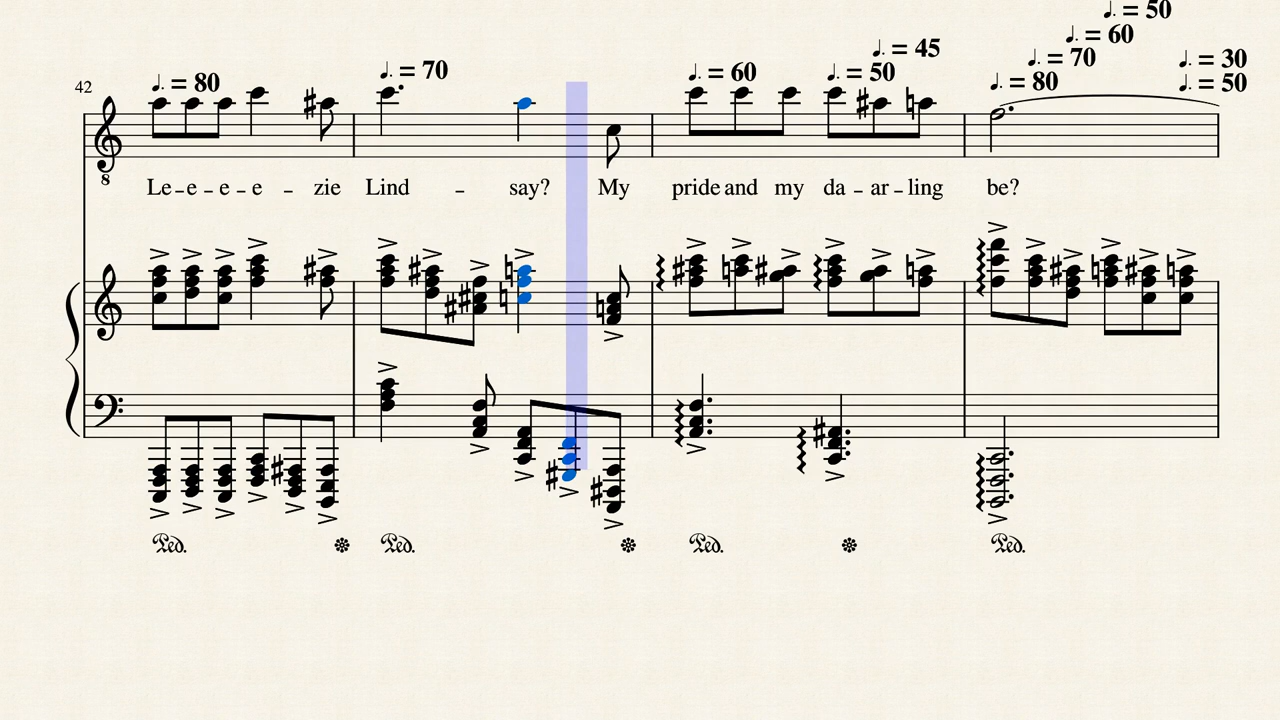 ♩. = 50
♩. = 60
♩. = 45
♩. = 70
♩. = 30
42
♩. = 80
♩. = 70
♩. = 60
♩. = 50
♩. = 80
♩. = 50
8
Le - e - e - e - zie Lind - say? My pride and my da - ar - ling be?
Ped. Ped. Ped. Ped.